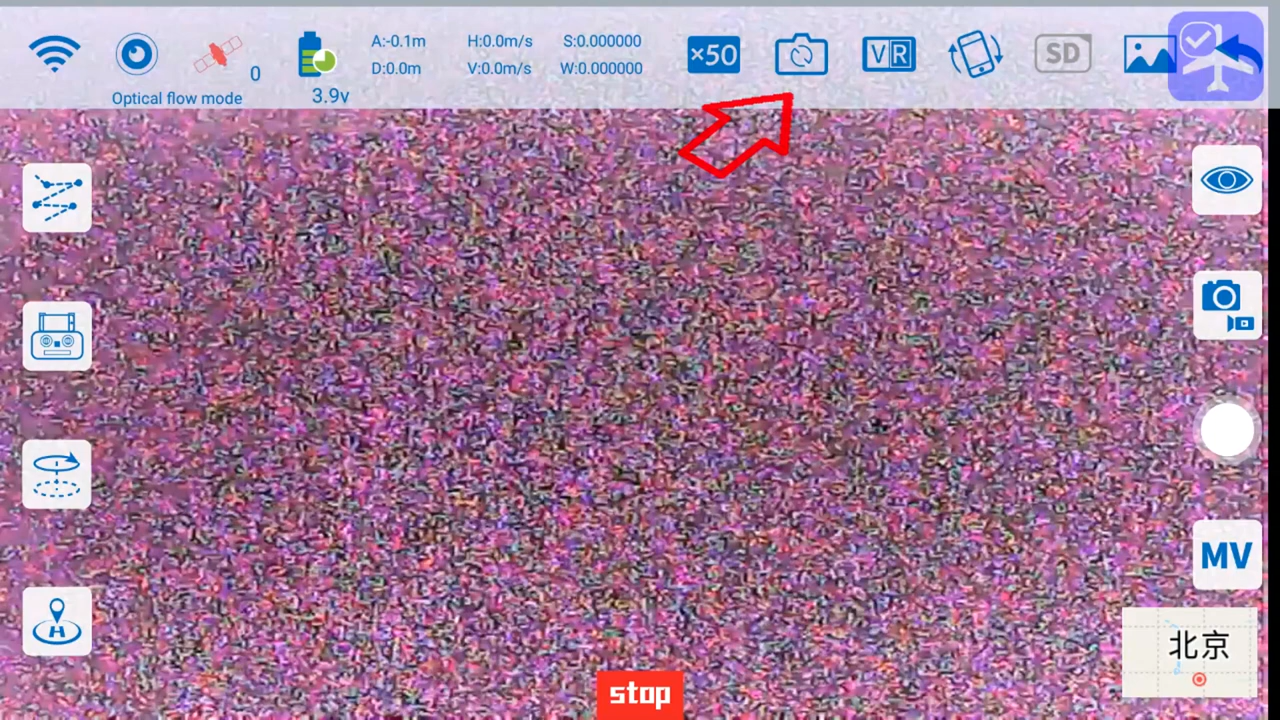 A:-0.1m H:0.0m/s S:0.000000
×50
VR
SD
0
D:0.0m V:0.0m/s W:0.000000
Optical flow mode
3.9v
H
MV
北京
stop